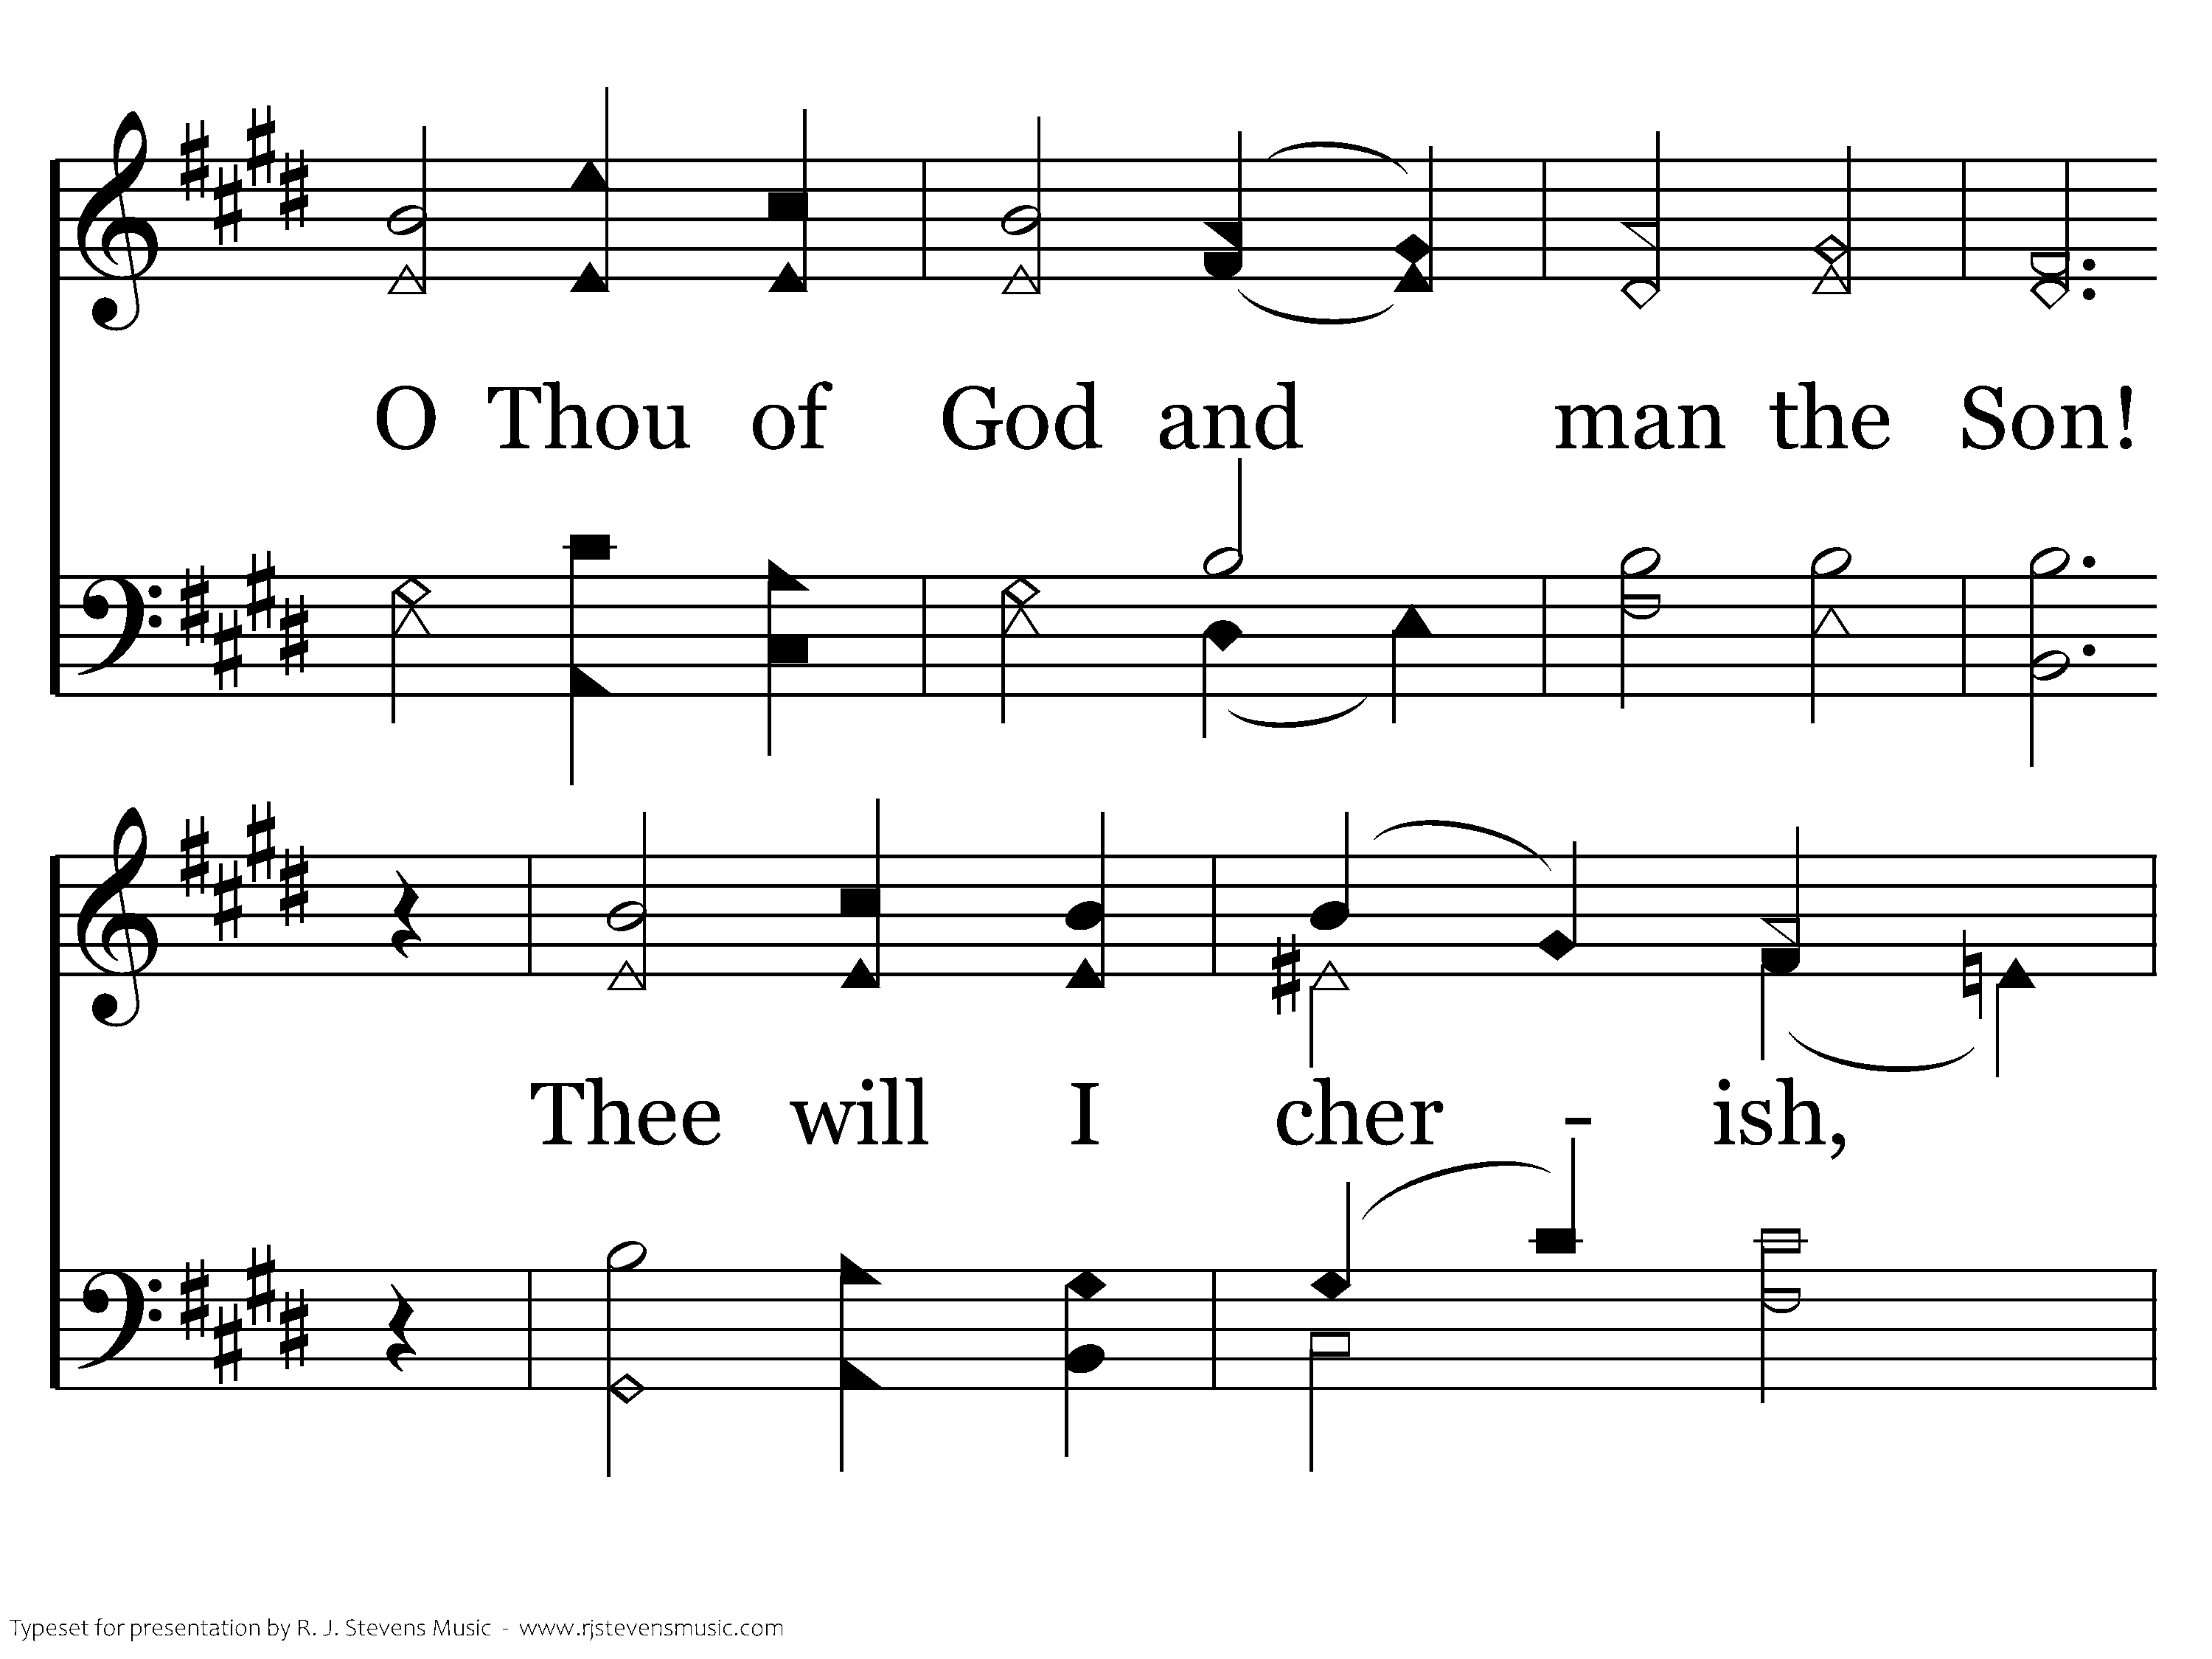 O Thou of God and man the Son!
Thee will I cher - ish,
Typeset for presentation by R. J. Stevens Music - www.rjstevensmusic.com